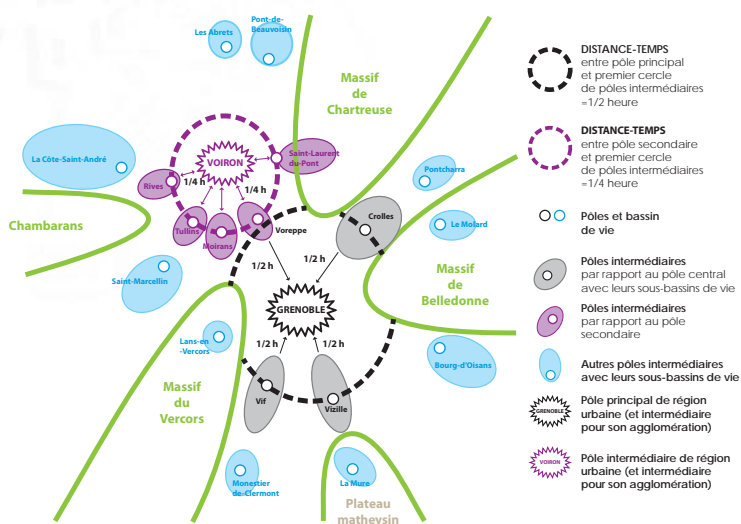 Les Abrets
Pont-de-
Beauvoisin
Massif
de
Chartreuse
La Côte-Saint-André
VOIRON
Saint-Laurent
du-Pont
Rives
1/4 h
1/4 h
Pontcharra
Tullins
Moirans
Voreppe
Crolles
Le Molard
Chambarans
1/2 h
1/2 h
Saint-Marcellin
Massif
de
Belledonne
GRENOBLE
Lans-en
-Vercors
1/2 h
1/2 h
Bourg-d'Oisans
Massif
du
Vercors
Vif
Vizille
Monestier
de-Clermont
La Mure
Plateau
matheysin
DISTANCE-TEMPS
entre pôle principal
et premier cercle
de pôles intermédiaires
=1/2 heure
DISTANCE-TEMPS
entre pôle secondaire
et premier cercle
de pôles intermédiaires
=1/4 heure
Pôles et bassin
de vie
Pôles intermédiaires
par rapport au pôle central
avec leurs sous-bassins de vie
Pôles intermédiaires
par rapport au pôle
secondaire
Autres pôles intermédiaires
avec leurs sous-bassins de vie
GRENOBLE
Pôle principal de région
urbaine (et intermédiaire
pour son agglomération)
VOIRON
Pôle intermédiaire de région
urbaine (et intermédiaire
pour son agglomération)